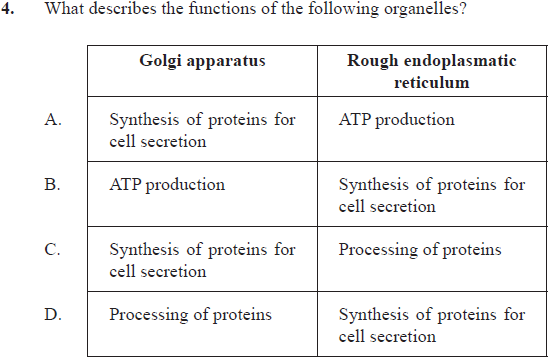 4. What describes the functions of the following organelles?
Golgi apparatus Rough endoplasmatic
reticulum
A. Synthesis of proteins for ATP production
cell secretion
B. ATP production Synthesis of proteins for
cell secretion
C. Synthesis of proteins for Processing of proteins
cell secretion
D. Processing of proteins Synthesis of proteins for
cell secretion